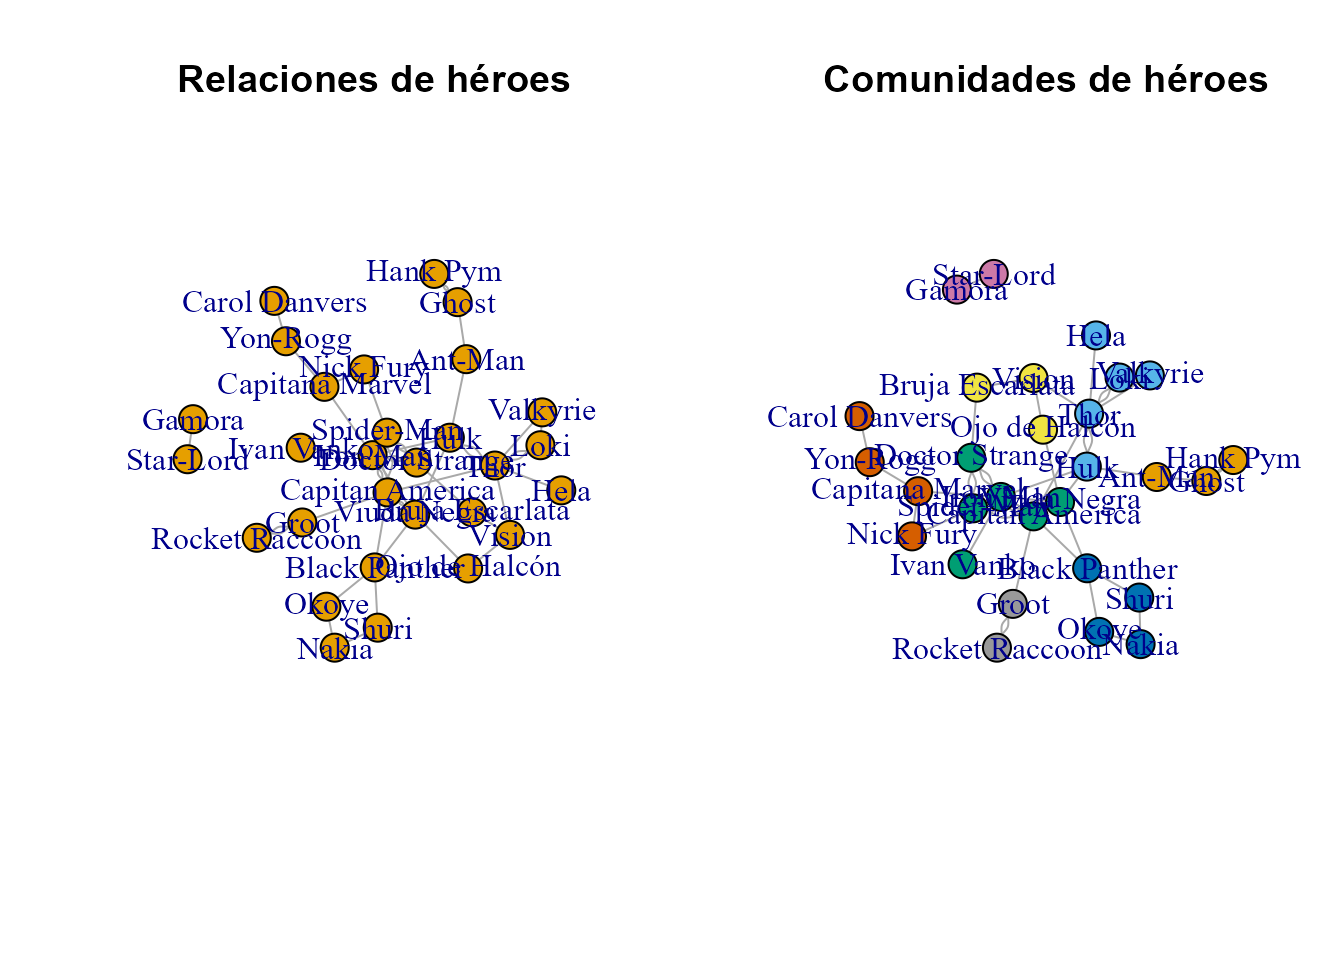 Relaciones de héroes
Hank Pym
Carol Danvers
Ghost
Yon-Rogg
Nick Fury
Ant-Man
Capitana Marvel
Gamora
Valkyrie
Spider-Man
Hulk
Ivan Vanko
Loki
Star-Lord
Iron Man
Doctor Strange
Thor
Capitan America
Hela
Viuda Negra
Bruja Escarlata
Groot
Rocket Raccoon
Vision
Black Panther
Ojo de Halcón
Okoye
Shuri
Nakia
Comunidades de héroes
Star-Lord
Gamora
Hela
Bruja Escarlata
Vision
Loki
Valkyrie
Carol Danvers
Thor
Ojo de Halcón
Yon-Rogg
Doctor Strange
Hulk
Hank Pym
Ant-Man
Ghost
Capitana Marvel
Iron Man
Viuda Negra
Spider-Man
Capitan America
Nick Fury
Ivan Vanko
Black Panther
Groot
Shuri
Okoye
Rocket Raccoon
Nakia